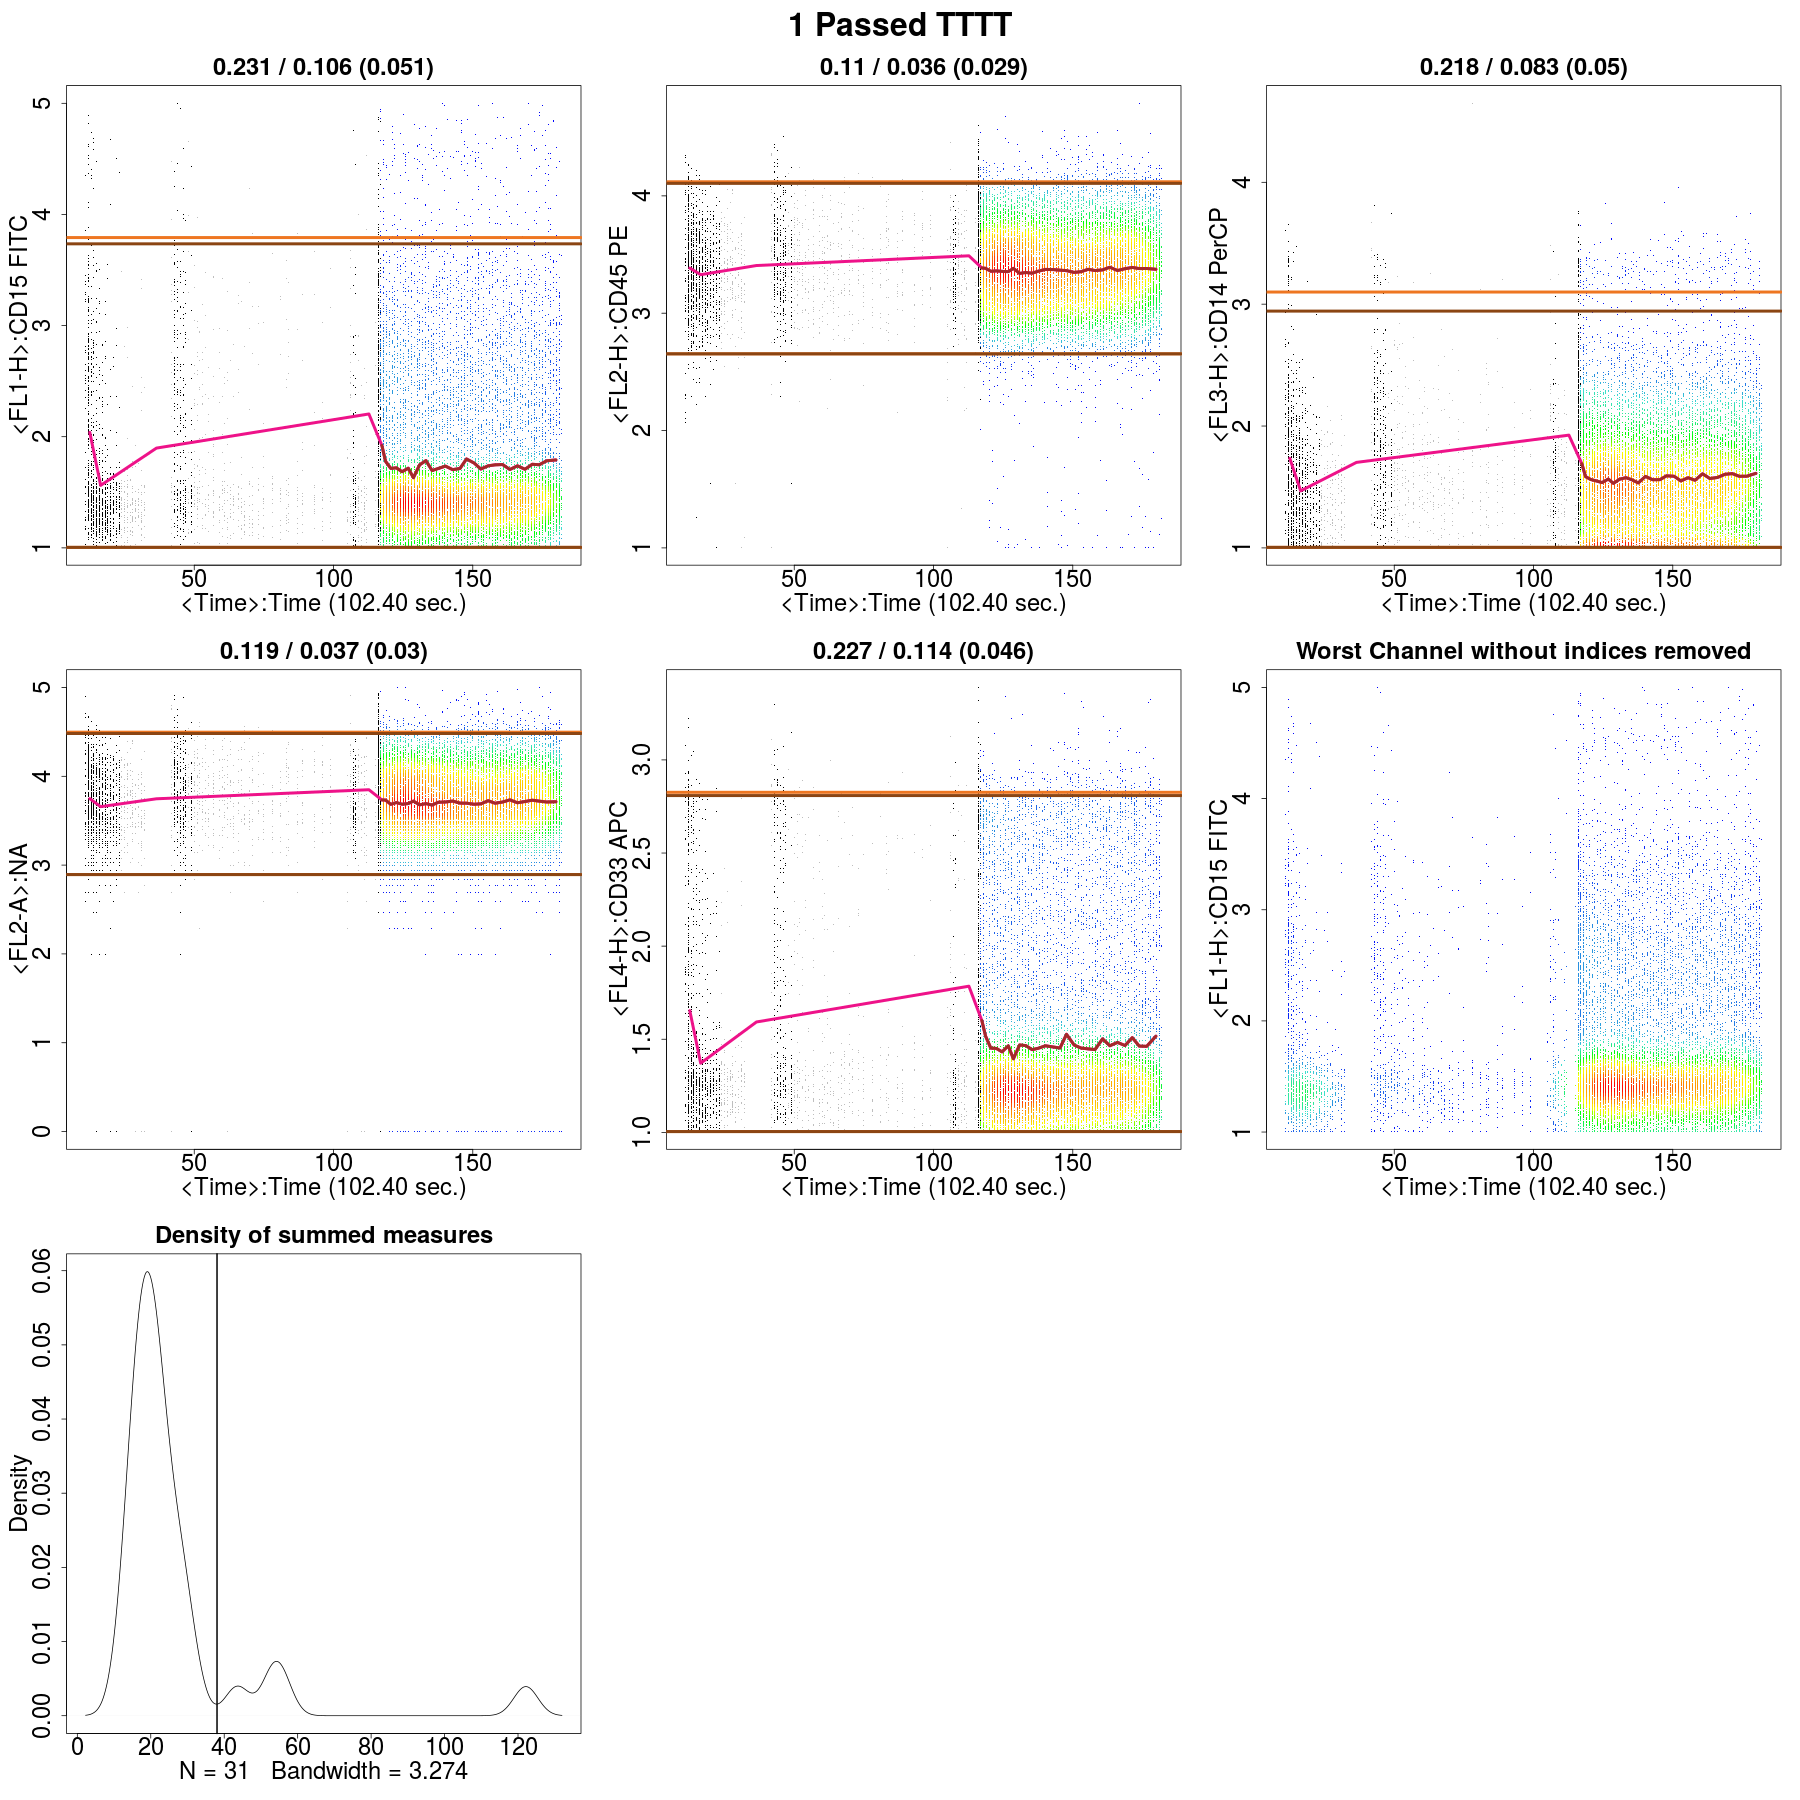 1 Passed TTTT
0.231 / 0.106 (0.051)
<FL1-H>:CD15 FITC
5
4
3
2
1
50 100 150
<Time>:Time (102.40 sec.)
0.11 / 0.036 (0.029)
<FL2-H>:CD45 PE
4
3
2
1
50 100 150
<Time>:Time (102.40 sec.)
0.218 / 0.083 (0.05)
<FL3-H>:CD14 PerCP
4
3
2
1
50 100 150
<Time>:Time (102.40 sec.)
0.119 / 0.037 (0.03)
<FL2-A>:NA
5
4
3
2
1
0
50 100 150
<Time>:Time (102.40 sec.)
0.227 / 0.114 (0.046)
<FL4-H>:CD33 APC
3.0
2.5
2.0
1.5
1.0
50 100 150
<Time>:Time (102.40 sec.)
Worst Channel without indices removed
<FL1-H>:CD15 FITC
5
4
3
2
1
50 100 150
<Time>:Time (102.40 sec.)
Density of summed measures
Density
0.06
0.05
0.04
0.03
0.02
0.01
0.00
0 20 40 60 80 100 120
N = 31 Bandwidth = 3.274